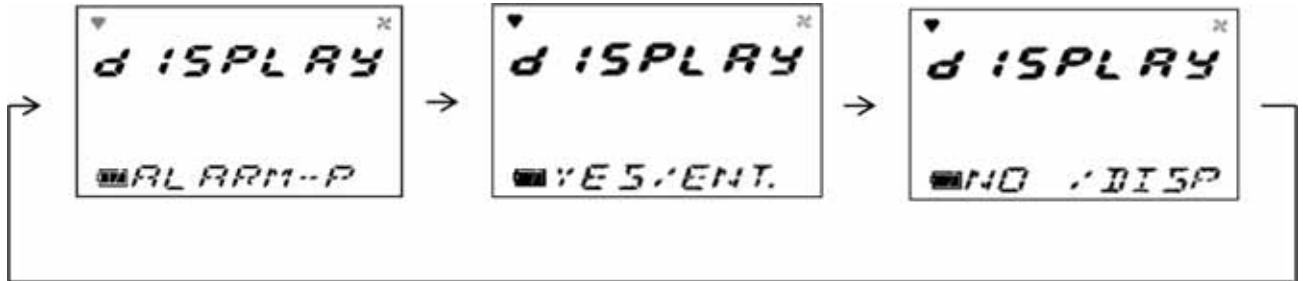 dISPLAY
ALARM-P
dISPLAY
YES/ENT.
dISPLAY
NO /DISP